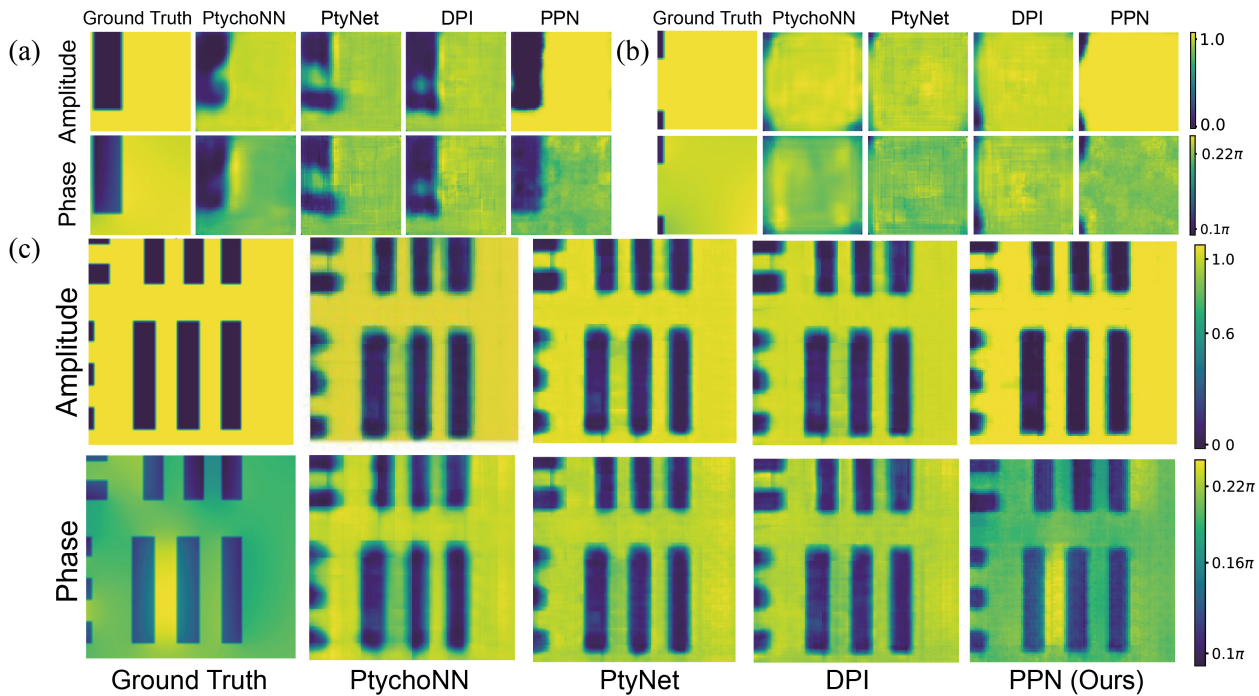 Ground Truth PtychoNN PtyNet DPI PPN
Ground Truth PtychoNN PtyNet DPI PPN
(a)
(b)
Amplitude
1.0
0.0
Phase
0.22π
0.1π
(c)
Amplitude
1.0
0.6
0 0
Phase
0.22π
0.16π
0.1π
Ground Truth PtychoNN PtyNet DPI PPN (Ours)